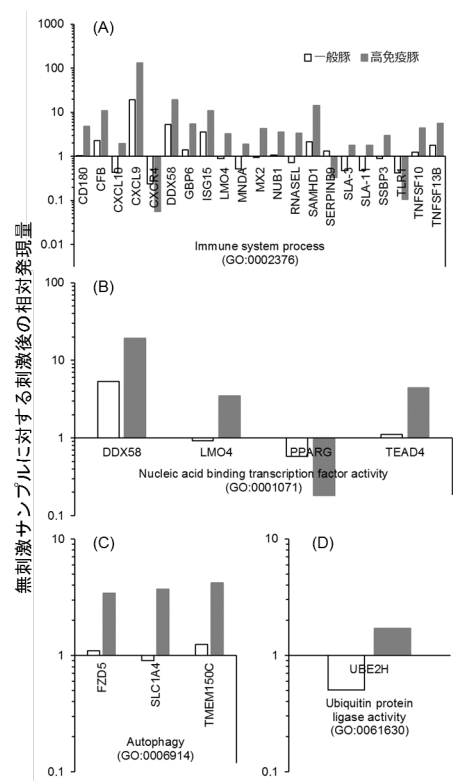 無刺激サンプルに対する刺激後の相対発現量
(A)
一般豚 高免疫豚
1000
100
10
1
0.1
0.01
CD180 CFB CXCL10 CXCL9 CXCR4 DDX58 GBP6 ISG15 LMO4 MNDA MX2 NUB1 RNASEL SAMHD1 SERPINB9 SLA-3 SLA-11 SSBP3 TLR1 TNFSF10 TNFSF13B
Immune system process
(GO:0002376)
(B)
100
10
1
0.1
DDX58 LMO4 PPARG TEAD4
Nucleic acid binding transcription factor activity
(GO:0001071)
(C)
10
1
0.1
FZD5 SLC1A4 TMEM150C
Autophagy
(GO:0006914)
(D)
10
1
0.1
UBE2H
Ubiquitin protein
ligase activity
(GO:0061630)